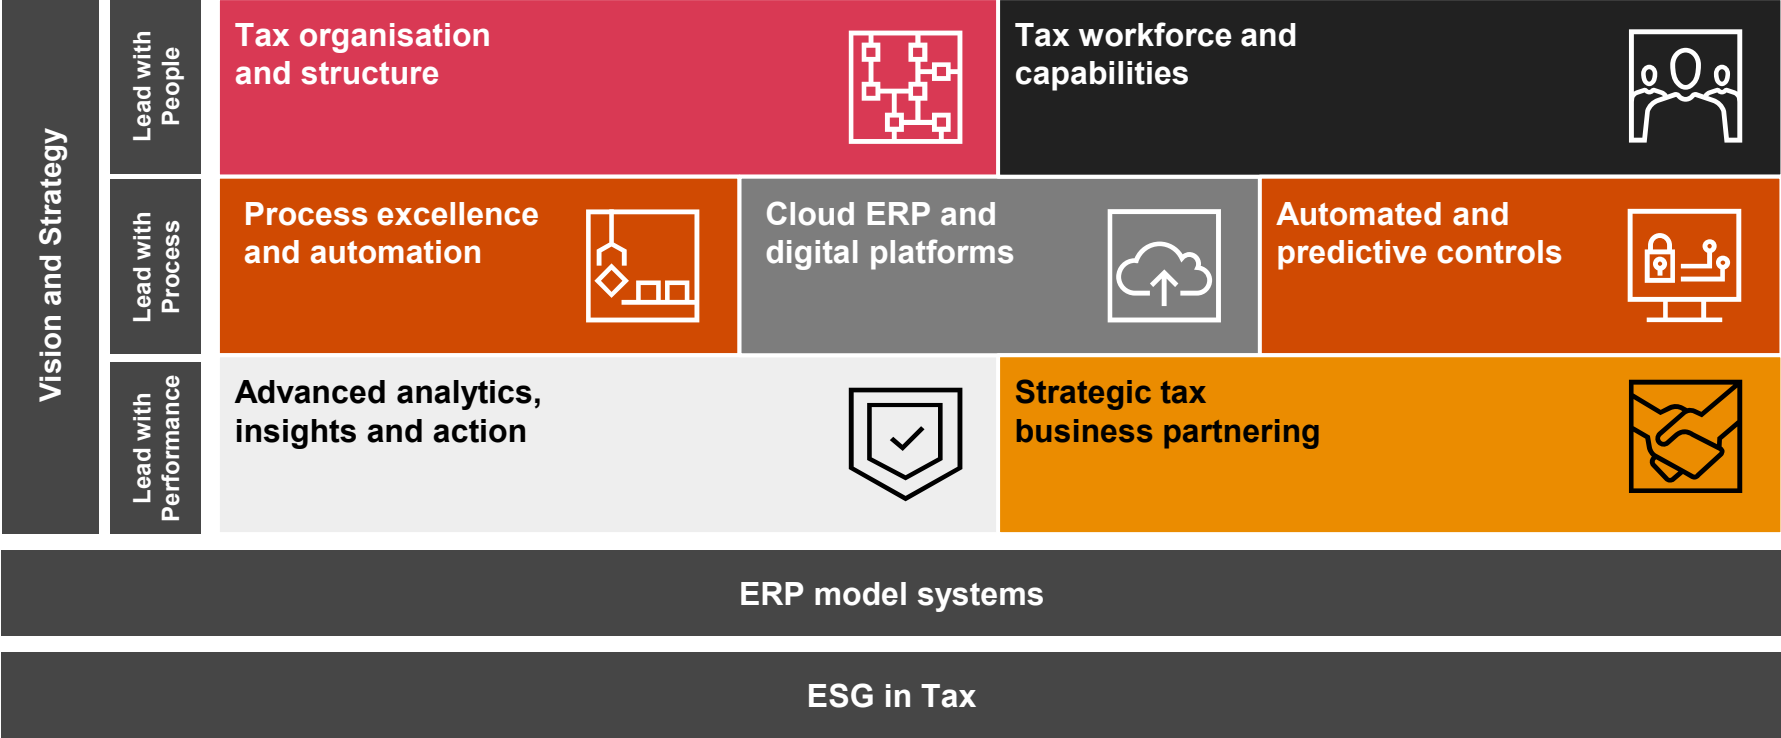 Vision and Strategy
Lead with
People
Tax organisation
and structure
Tax workforce and
capabilities
Lead with
Process
Process excellence
and automation
Cloud ERP and
digital platforms
Automated and
predictive controls
Lead with
Performance
Advanced analytics,
insights and action
Strategic tax
business partnering
ERP model systems
ESG in Tax